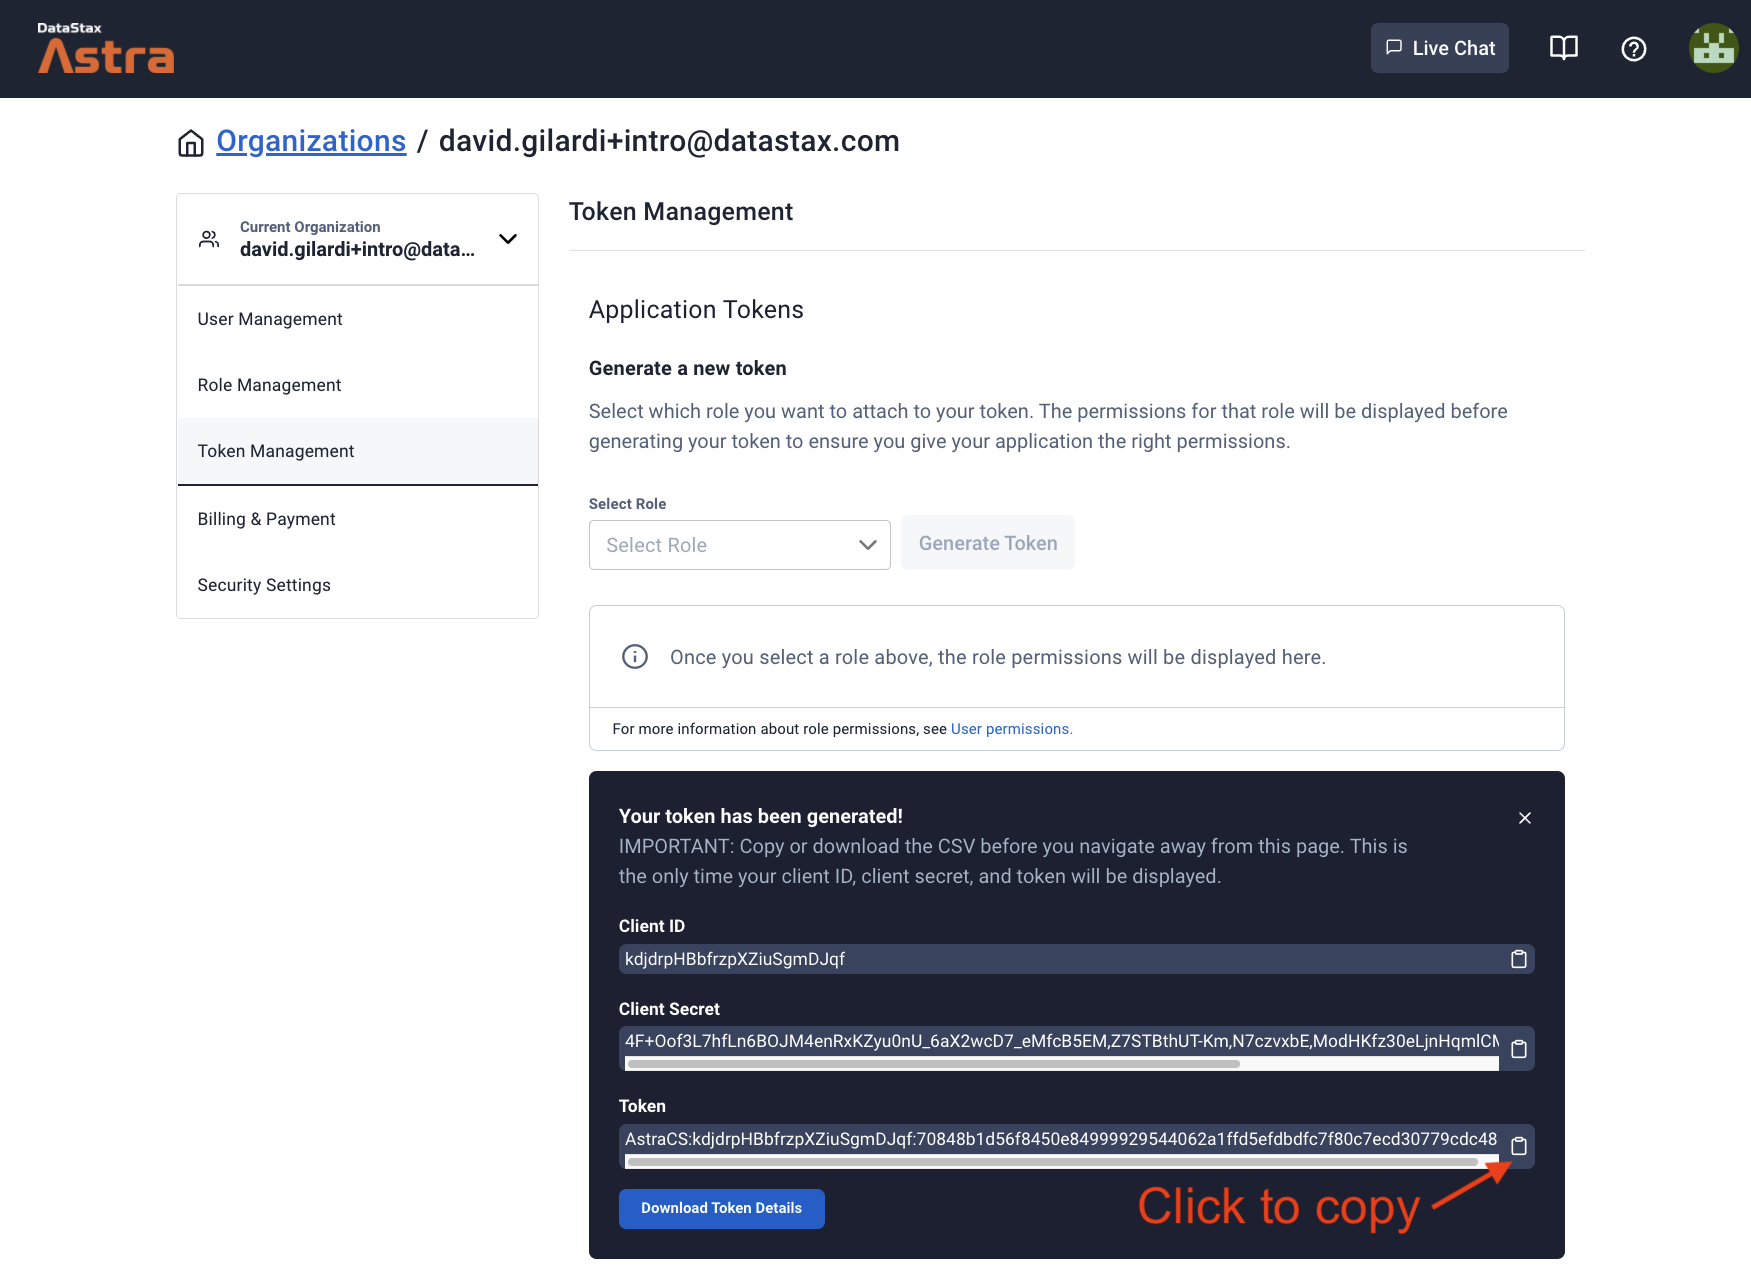 DataStax
Astra
Live Chat
Organizations / david.gilardi+intro@datastax.com
Current Organization
david.gilardi+intro@data...
User Management
Role Management
Token Management
Billing & Payment
Security Settings
Token Management
Application Tokens
Generate a new token
Select which role you want to attach to your token. The permissions for that role will be displayed before
generating your token to ensure you give your application the right permissions.
Select Role
Select Role
Generate Token
Once you select a role above, the role permissions will be displayed here.
For more information about role permissions, see User permissions.
Your token has been generated!
IMPORTANT: Copy or download the CSV before you navigate away from this page. This is
the only time your client ID, client secret, and token will be displayed.
Client ID
kdjdrpHBbfrzpXZiuSgmDJqf
Client Secret
4F+Oof3L7hfLn6BOJM4enRxKZyu0nU_6aX2wcD7_eMfcB5EM,Z7STBthUT-Km,N7czvxbE,ModHKfz30eLjnHqmlCM
Token
AstraCS:kdjdrpHBbfrzpXZiuSgmDJqf:70848b1d56f8450e84999929544062a1ffd5efdbdfc7f80c7ecd30779cdc48
Download Token Details
Click to copy